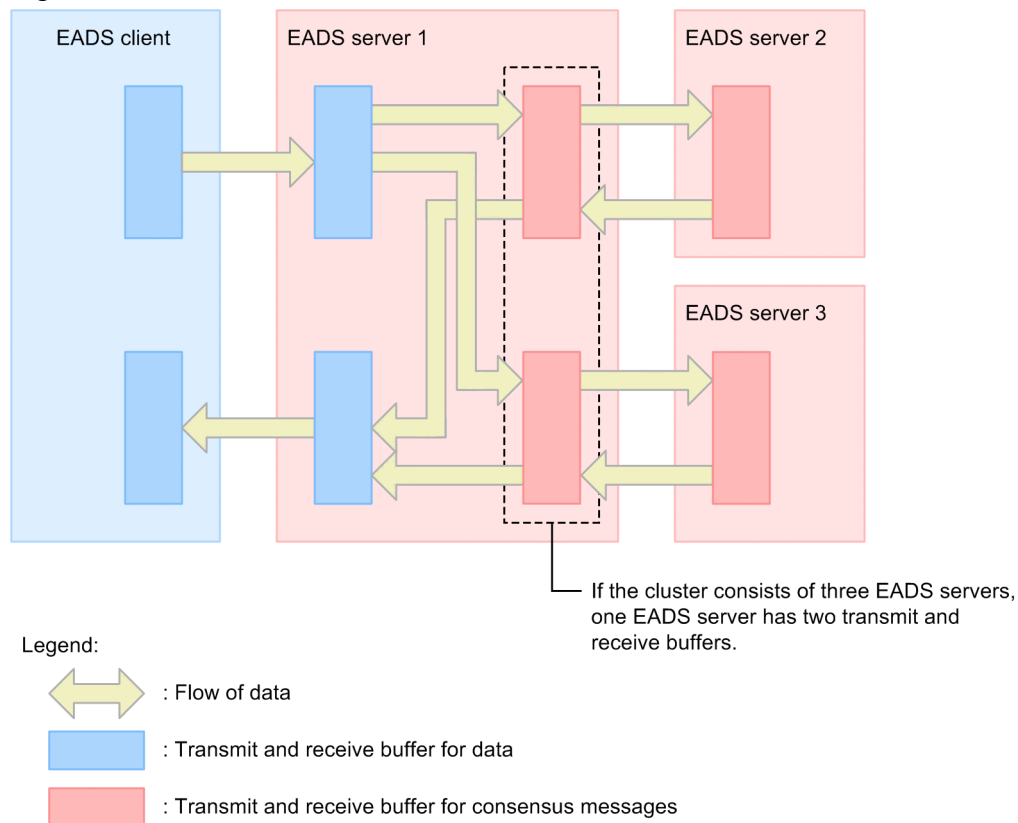 EADS client
EADS server 1
EADS server 2
EADS server 3
If the cluster consists of three EADS servers,
one EADS server has two transmit and
receive buffers.
Legend:
: Flow of data
: Transmit and receive buffer for data
: Transmit and receive buffer for consensus messages